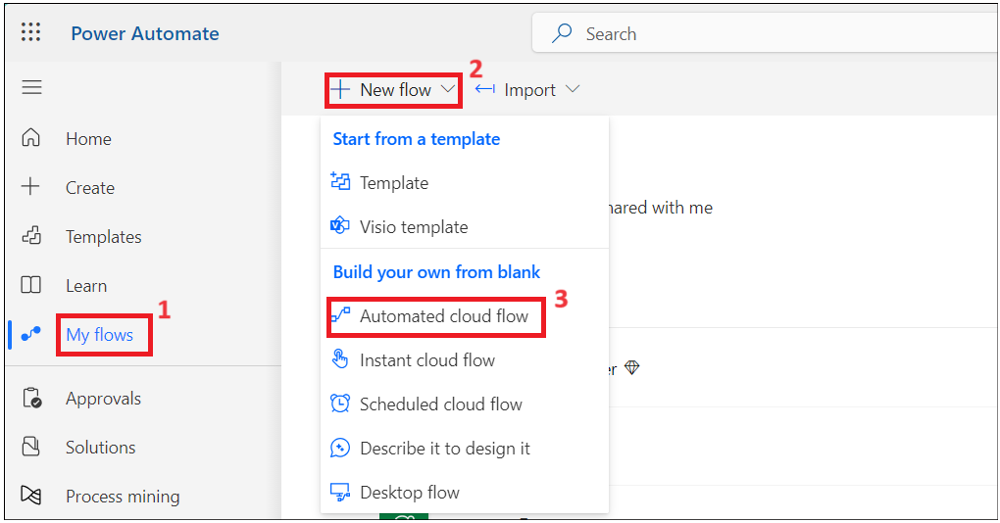 Power Automate
Search
2
New flow
Import
Home
Create
Templates
Learn
1
My flows
Approvals
Solutions
Process mining
Start from a template
Template
Visio template
Build your own from blank
3
Automated cloud flow
Instant cloud flow
Scheduled cloud flow
Describe it to design it
Desktop flow
with me